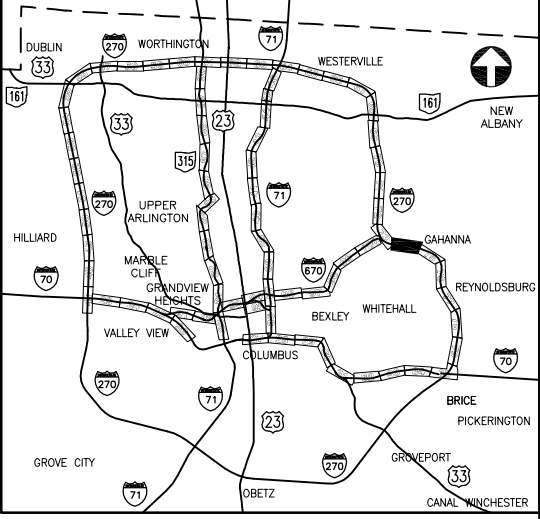 71
DUBLIN
270
WORTHINGTON
33
WESTERVILLE
161
161
NEW
ALBANY
33
23
315
270
71
270
UPPER
ARLINGTON
HILLIARD
GAHANNA
MARBLE
CLIFF
670
70
GRANDVIEW
HEIGHTS
REYNOLDSBURG
BEXLEY
WHITEHALL
VALLEY VIEW
COLUMBUS
70
270
71
BRICE
23
PICKERINGTON
GROVE CITY
270
GROVEPORT
33
71
OBETZ
CANAL WINCHESTER